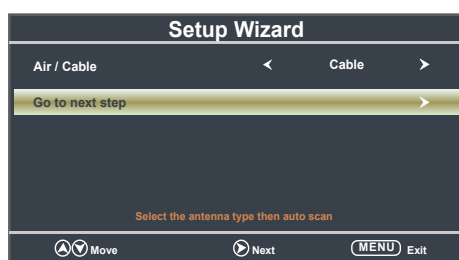 Setup Wizard
Air / Cable Cable
Go to next step
Select the antenna type then auto scan
Move Next MENU Exit